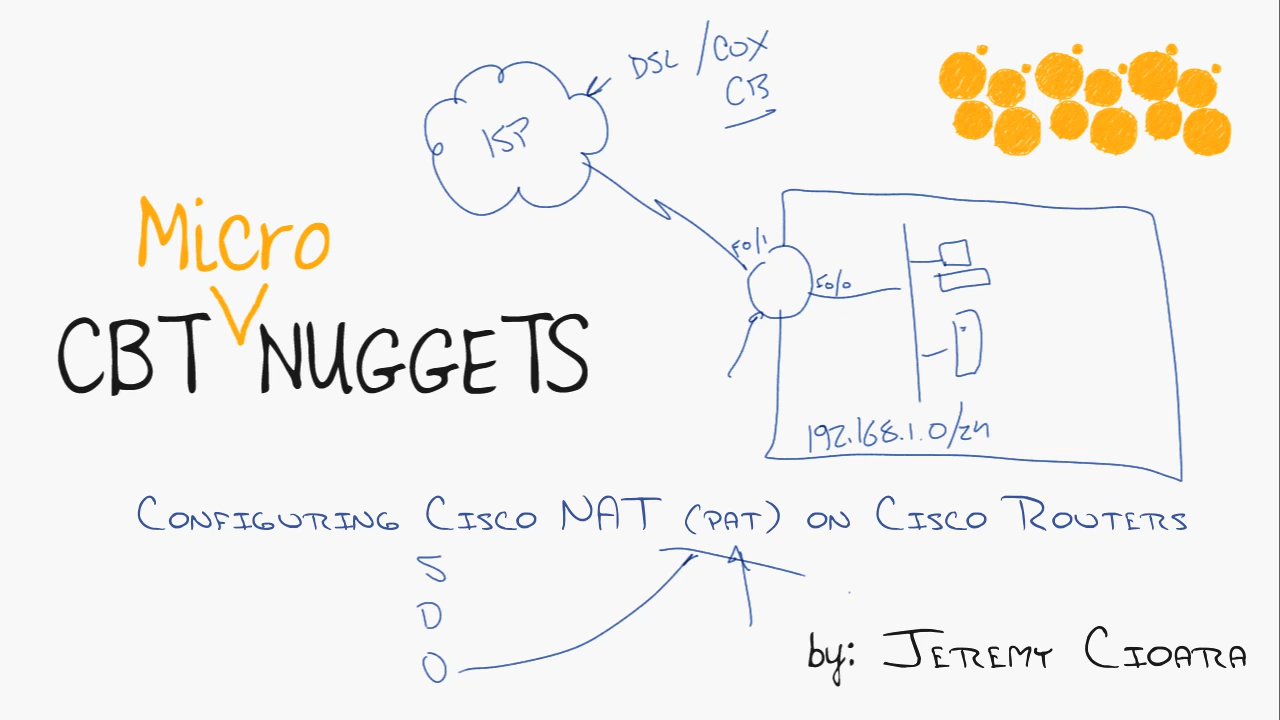 DSL / COX
CB
ISP
Micro
CBT NUGGETS
f0/1
f0/0
192.168.1.0/24
CONFIGURING CISCO NAT (PAT) ON CISCO ROUTERS
S
D
O
by: JEREMY CIOARA